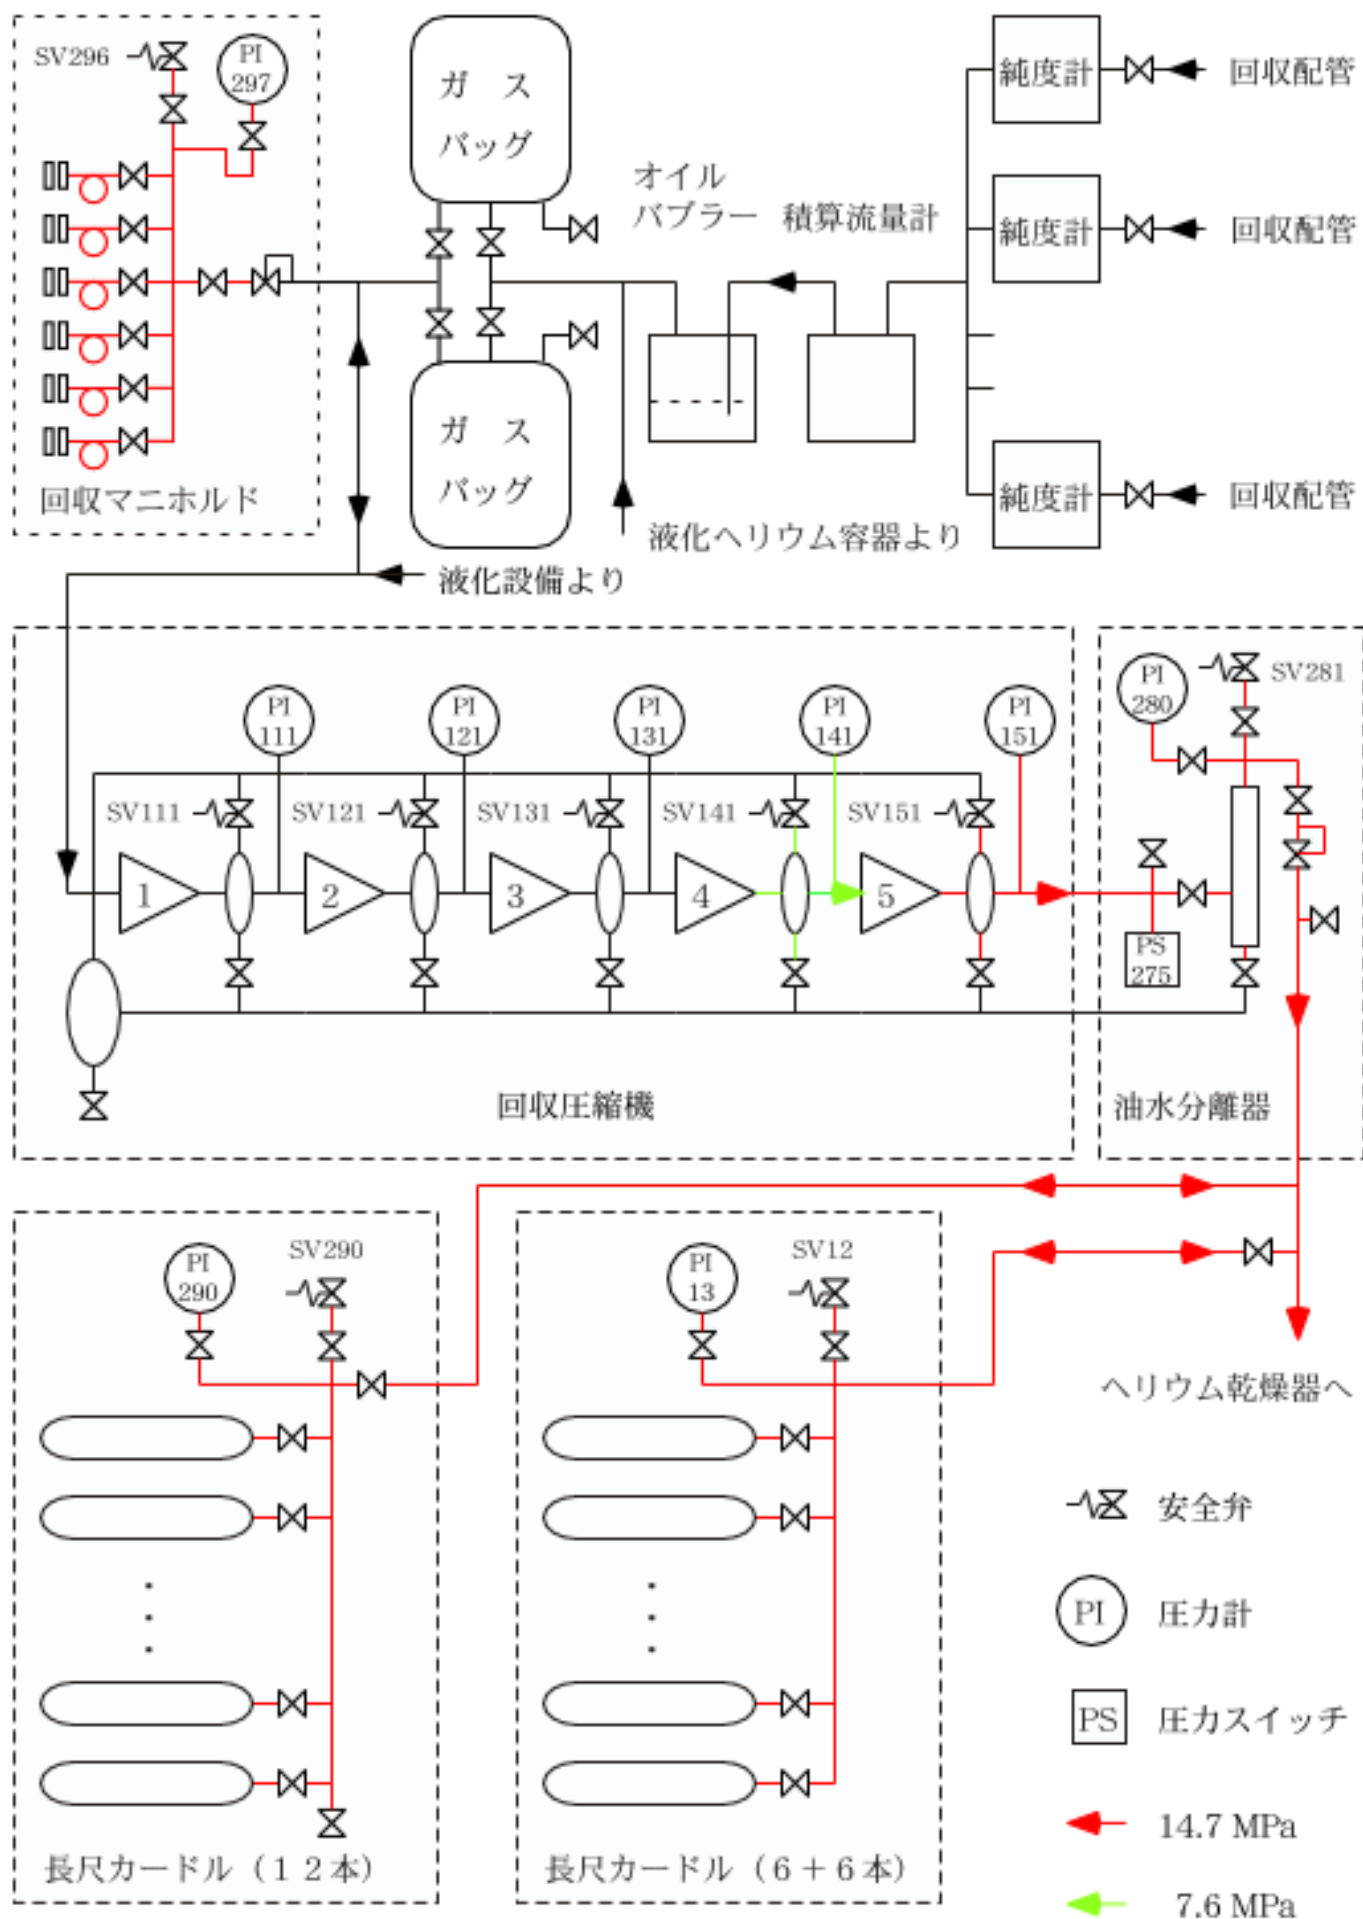 SV296
PI
297
回収マニホルド
ガス
バッグ
ガス
バッグ
オイル
バブラー
積算流量計
純度計
回収配管
純度計
回収配管
純度計
回収配管
液化ヘリウム容器より
液化設備より
PI
111
PI
121
PI
131
PI
141
PI
151
SV111
SV121
SV131
SV141
SV151
1
2
3
4
5
回収圧縮機
PI
280
SV281
PS
275
油水分離器
PI
290
SV290
長尺カードル（１２本）
PI
13
SV12
長尺カードル（６＋６本）
ヘリウム乾燥器へ
安全弁
PI
圧力計
PS
圧力スイッチ
14.7 MPa
7.6 MPa